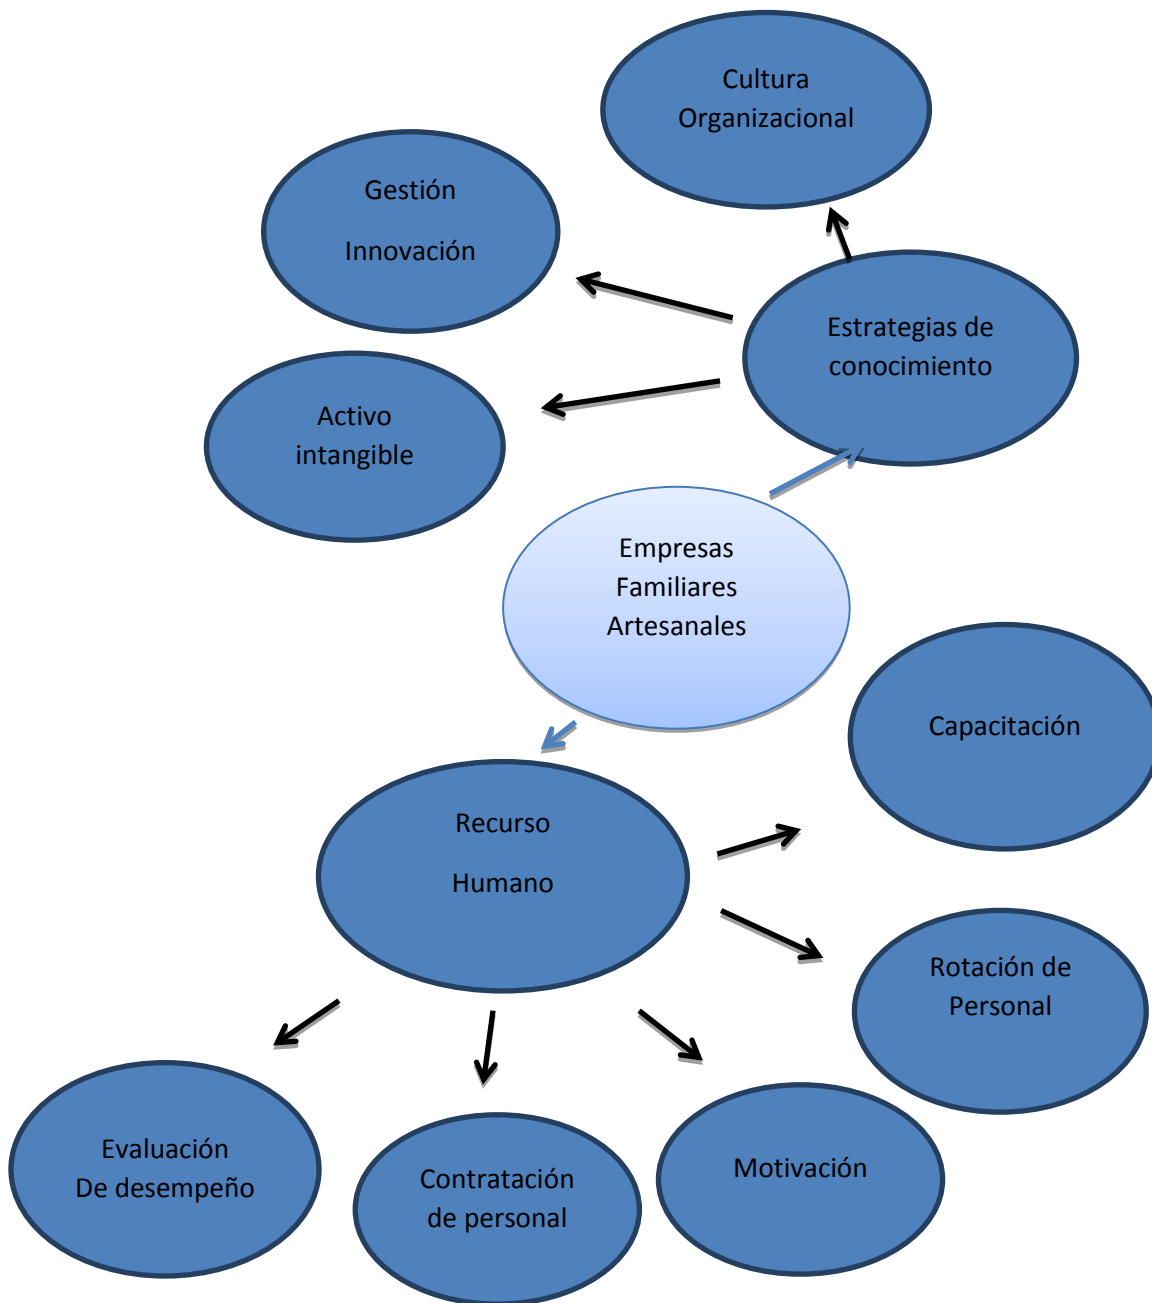 Cultura
Organizacional
Gestión
Innovación
Estrategias de
conocimiento
Activo
intangible
Empresas
Familiares
Artesanales
Capacitación
Recurso
Humano
Rotación de
Personal
Evaluación
De desempeño
Contratación
de personal
Motivación